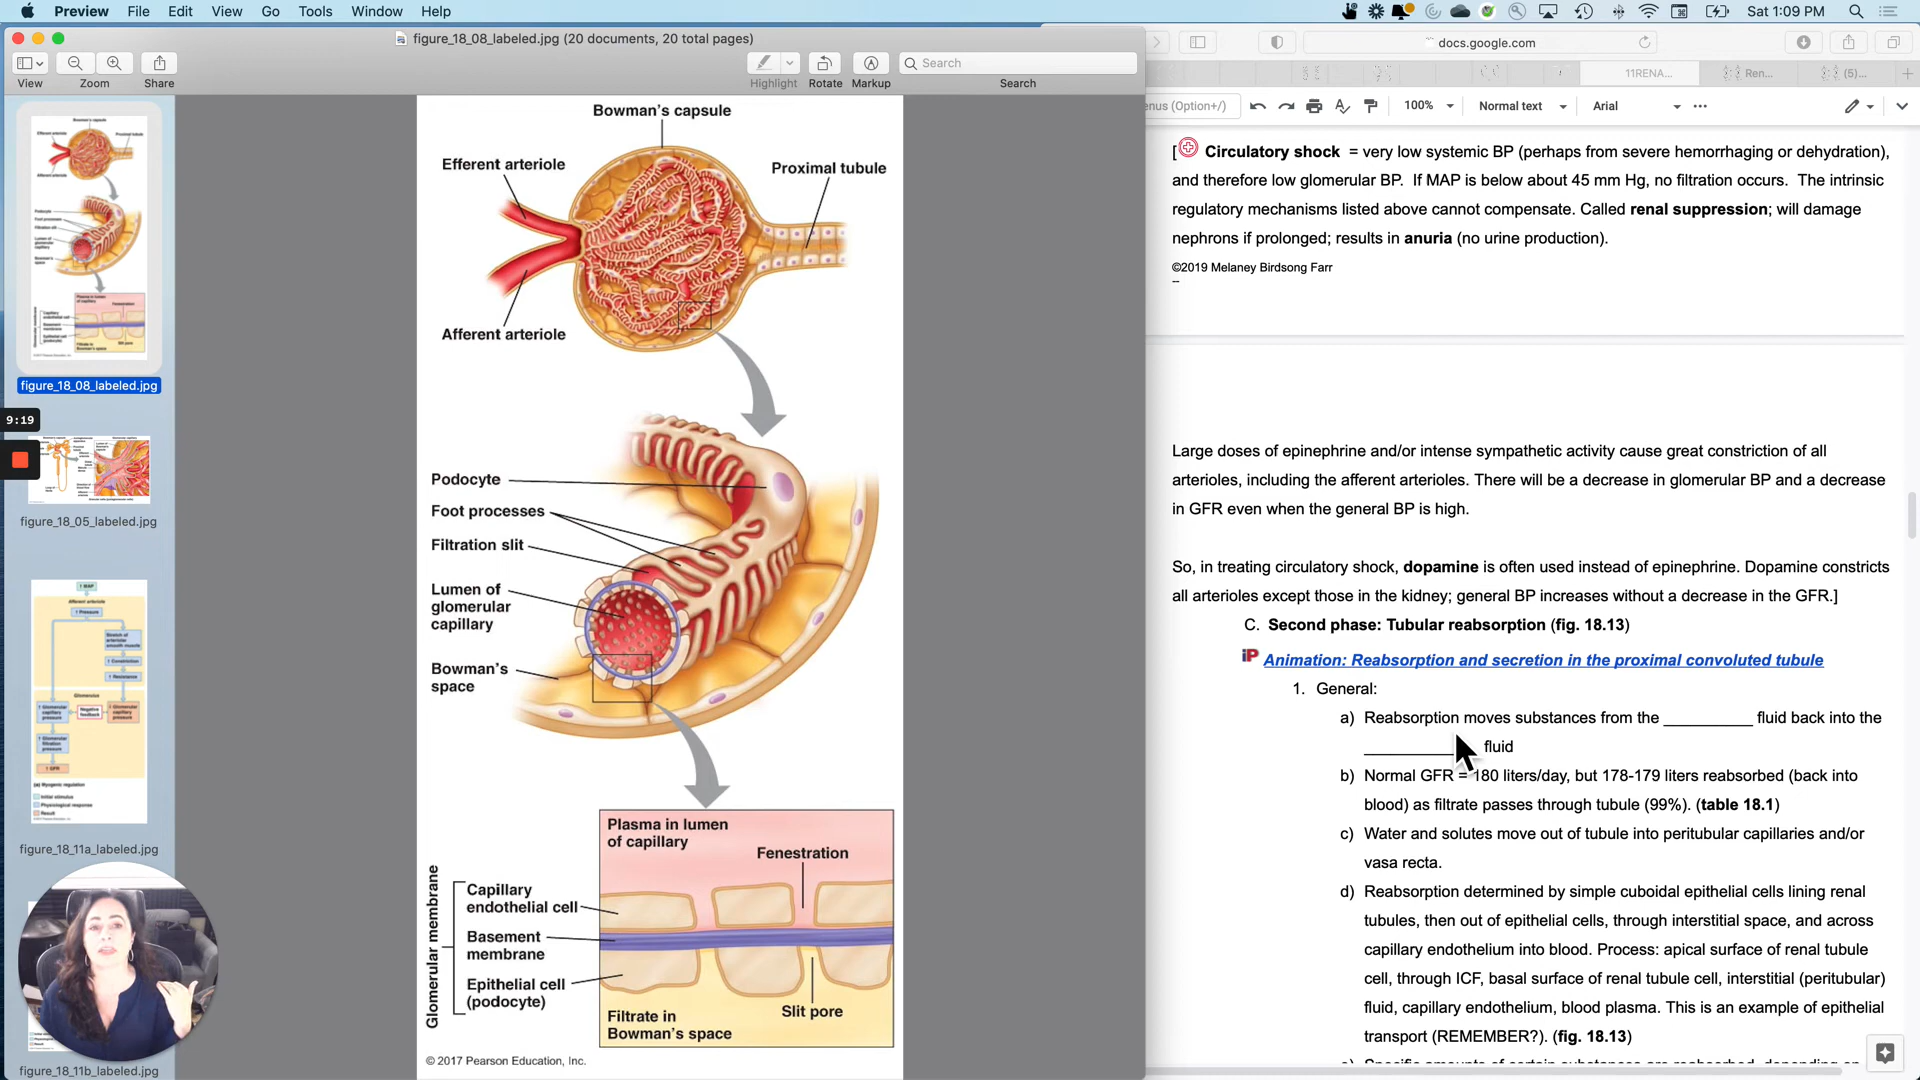 Preview File Edit View Go Tools Window Help
Sat 1:09 PM
figure_18_08_labeled.jpg (20 documents, 20 total pages)
View Zoom Share
Highlight Rotate Markup
Search
Search
figure_18_08_labeled.jpg
9:19
figure_18_05_labeled.jpg
figure_18_11a_labeled.jpg
figure_18_11b_labeled.jpg
Bowman's capsule
Efferent arteriole
Proximal tubule
Afferent arteriole
Podocyte
Foot processes
Filtration slit
Lumen of
glomerular
capillary
Bowman's
space
Plasma in lumen
of capillary
Fenestration
Glomerular membrane
Capillary
endothelial cell
Basement
membrane
Epithelial cell
(podocyte)
Slit pore
Filtrate in
Bowman's space
© 2017 Pearson Education, Inc.
docs.google.com
11RENA...
Ren...
(5)...
enus (Option+/)
100%
Normal text
Arial
[ Circulatory shock = very low systemic BP (perhaps from severe hemorrhaging or dehydration),
and therefore low glomerular BP. If MAP is below about 45 mm Hg, no filtration occurs. The intrinsic
regulatory mechanisms listed above cannot compensate. Called renal suppression; will damage
nephrons if prolonged; results in anuria (no urine production).
©2019 Melaney Birdsong Farr
--
Large doses of epinephrine and/or intense sympathetic activity cause great constriction of all
arterioles, including the afferent arterioles. There will be a decrease in glomerular BP and a decrease
in GFR even when the general BP is high.
So, in treating circulatory shock, dopamine is often used instead of epinephrine. Dopamine constricts
all arterioles except those in the kidney; general BP increases without a decrease in the GFR.]
C. Second phase: Tubular reabsorption (fig. 18.13)
iP Animation: Reabsorption and secretion in the proximal convoluted tubule
1. General:
a) Reabsorption moves substances from the ___________ fluid back into the
___________ fluid
b) Normal GFR = 180 liters/day, but 178-179 liters reabsorbed (back into
blood) as filtrate passes through tubule (99%). (table 18.1)
c) Water and solutes move out of tubule into peritubular capillaries and/or
vasa recta.
d) Reabsorption determined by simple cuboidal epithelial cells lining renal
tubules, then out of epithelial cells, through interstitial space, and across
capillary endothelium into blood. Process: apical surface of renal tubule
cell, through ICF, basal surface of renal tubule cell, interstitial (peritubular)
fluid, capillary endothelium, blood plasma. This is an example of epithelial
transport (REMEMBER?). (fig. 18.13)